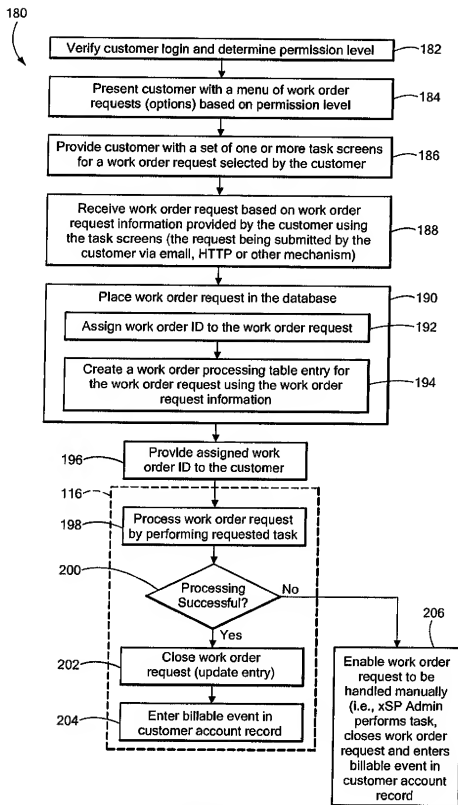 180
Verify customer login and determine permission level
182
Present customer with a menu of work order
requests (options) based on permission level
184
Provide customer with a set of one or more task screens
for a work order request selected by the customer
186
Receive work order request based on work order
request information provided by the customer using
the task screens (the request being submitted by the
customer via email, HTTP or other mechanism)
188
Place work order request in the database
190
Assign work order ID to the work order request
192
Create a work order processing table entry for
the work order request using the work order
request information
194
196
Provide assigned work
order ID to the customer
116
198
Process work order request
by performing requested task
200
Processing
Successful?
No
Yes
206
202
Close work order
request (update entry)
204
Enter billable event in
customer account record
Enable work order
request to be
handled manually
(i.e., xSP Admin
performs task,
closes work order
request and enters
billable event in
customer account
record